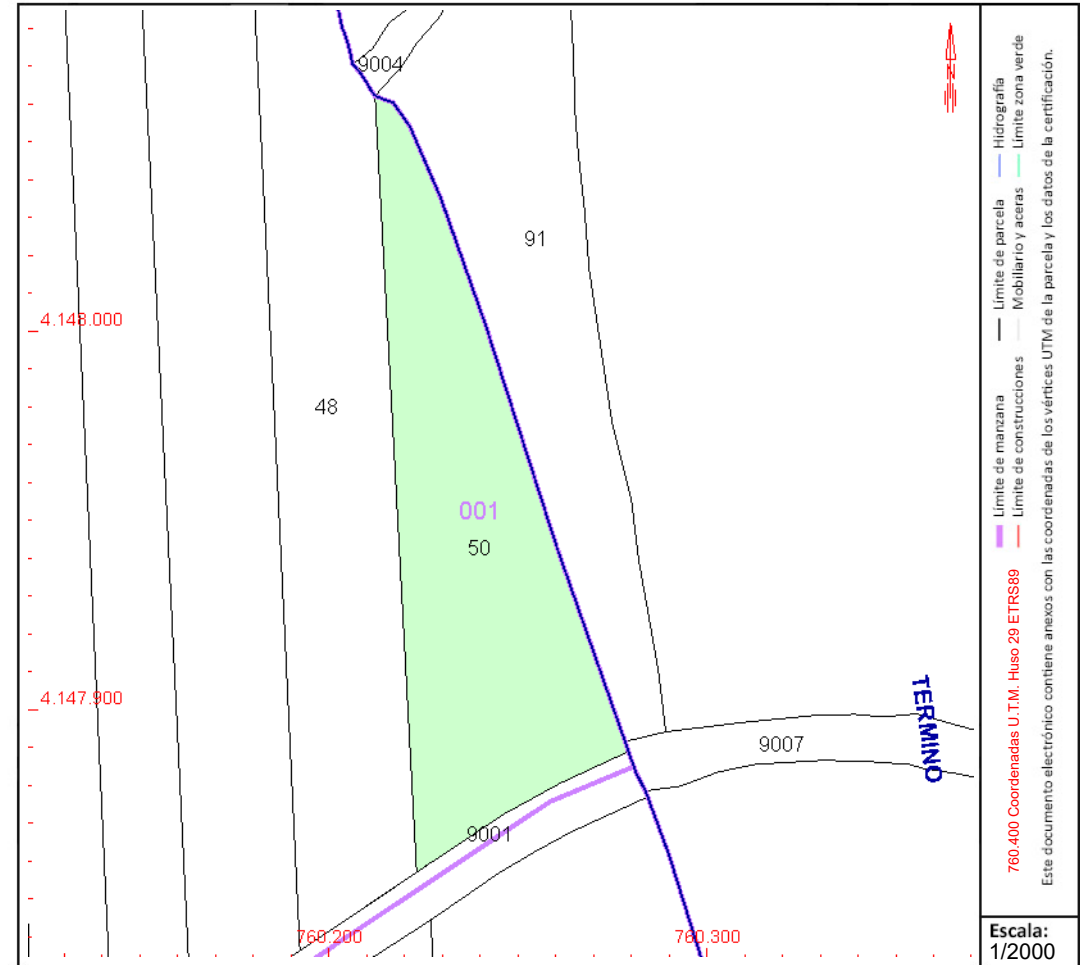 9004
91
4.148.000
48
001
50
4.147.900
TERMINO
9007
9001
760.200
760.300
N
Límite de manzana
Límite de parcela
Hidrografía
760.400 Coordenadas U.T.M. Huso 29 ETRS89
Límite de construcciones
Mobiliario y aceras
Límite zona verde
Este documento electrónico contiene anexos con las coordenadas de los vértices UTM de la parcela y los datos de la certificación.
Escala:
1/2000